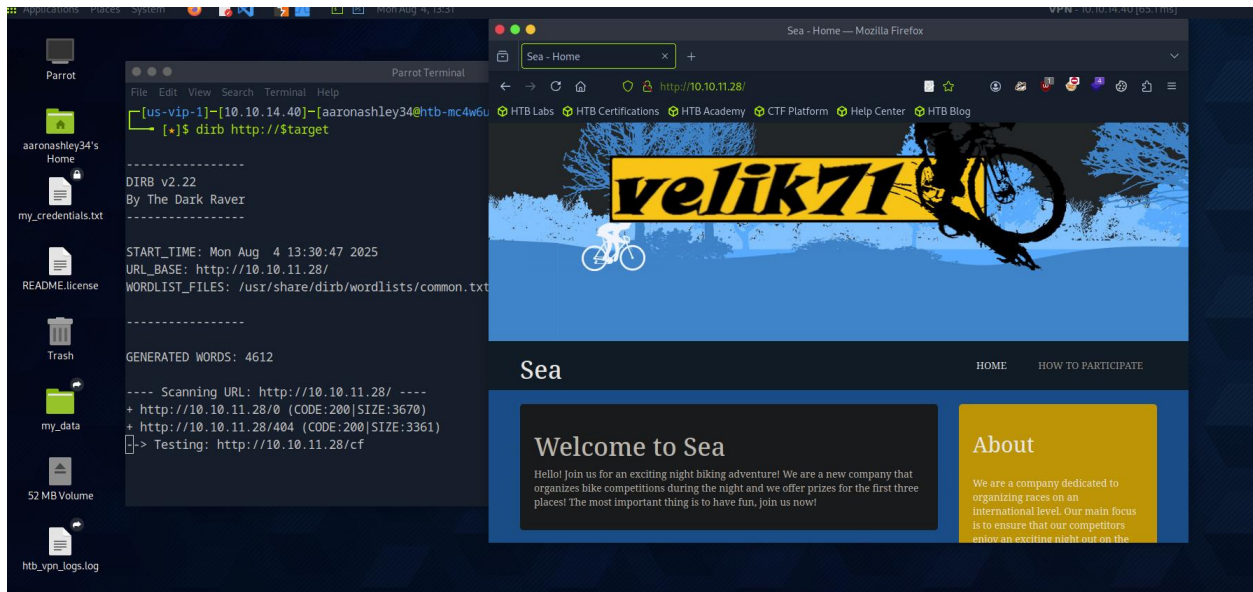 Applications Places System Mon Aug 4, 13:31
VPN - 10.10.14.40 [65.1ms]
Parrot
aaronashley34's
Home
my_credentials.txt
README.license
Trash
my_data
52 MB Volume
htb_vpn_logs.log
Parrot Terminal
File Edit View Search Terminal Help
[us-vip-1]-[10.10.14.40]-[aaronashley34@htb-mc4w6u
[★]$ dirb http://$target
-----------------
DIRB v2.22
By The Dark Raver
-----------------
START_TIME: Mon Aug 4 13:30:47 2025
URL_BASE: http://10.10.11.28/
WORDLIST_FILES: /usr/share/dirb/wordlists/common.txt
-----------------
GENERATED WORDS: 4612
---- Scanning URL: http://10.10.11.28/ ----
+ http://10.10.11.28/0 (CODE:200|SIZE:3670)
+ http://10.10.11.28/404 (CODE:200|SIZE:3361)
--> Testing: http://10.10.11.28/cf
Sea - Home — Mozilla Firefox
Sea - Home
http://10.10.11.28/
HTB Labs HTB Certifications HTB Academy CTF Platform Help Center HTB Blog
velik71
Sea
HOME HOW TO PARTICIPATE
Welcome to Sea
Hello! Join us for an exciting night biking adventure! We are a new company that
organizes bike competitions during the night and we offer prizes for the first three
places! The most important thing is to have fun, join us now!
About
We are a company dedicated to
organizing races on an
international level. Our main focus
is to ensure that our competitors
enjoy an exciting night out on the